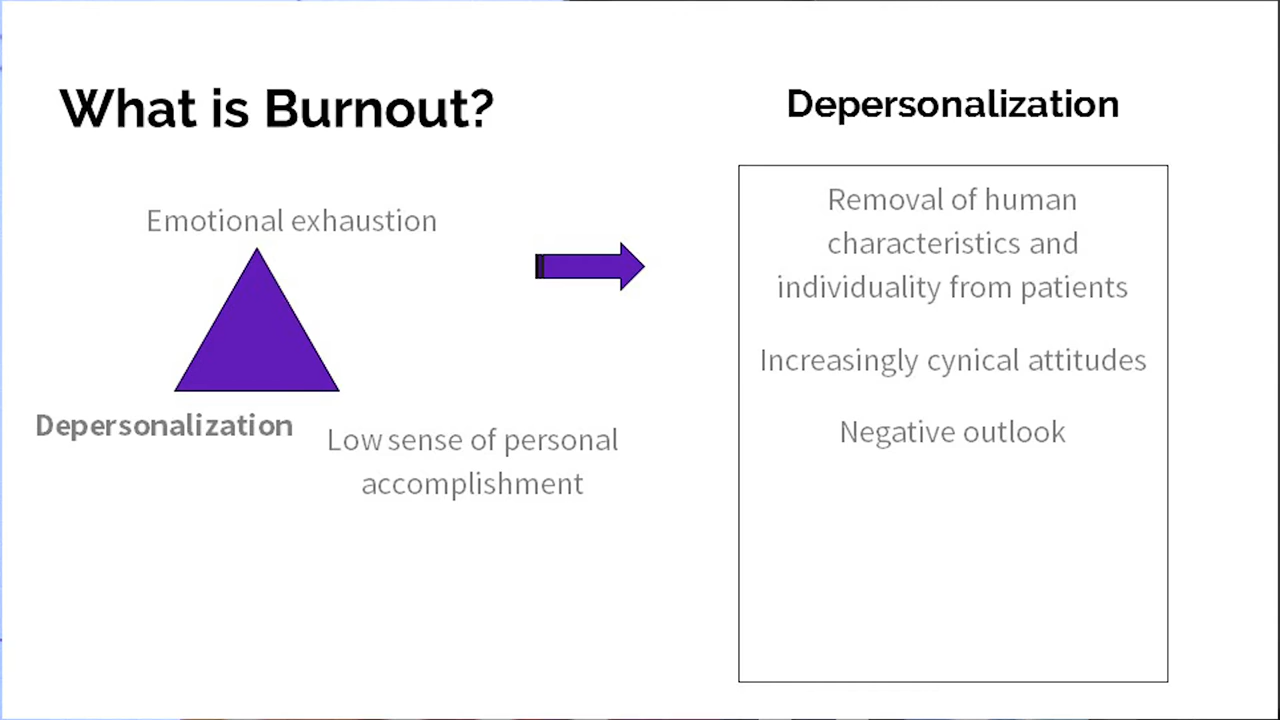 What is Burnout?
Emotional exhaustion
Depersonalization
Low sense of personal
accomplishment
Depersonalization
Removal of human
characteristics and
individuality from patients
Increasingly cynical attitudes
Negative outlook